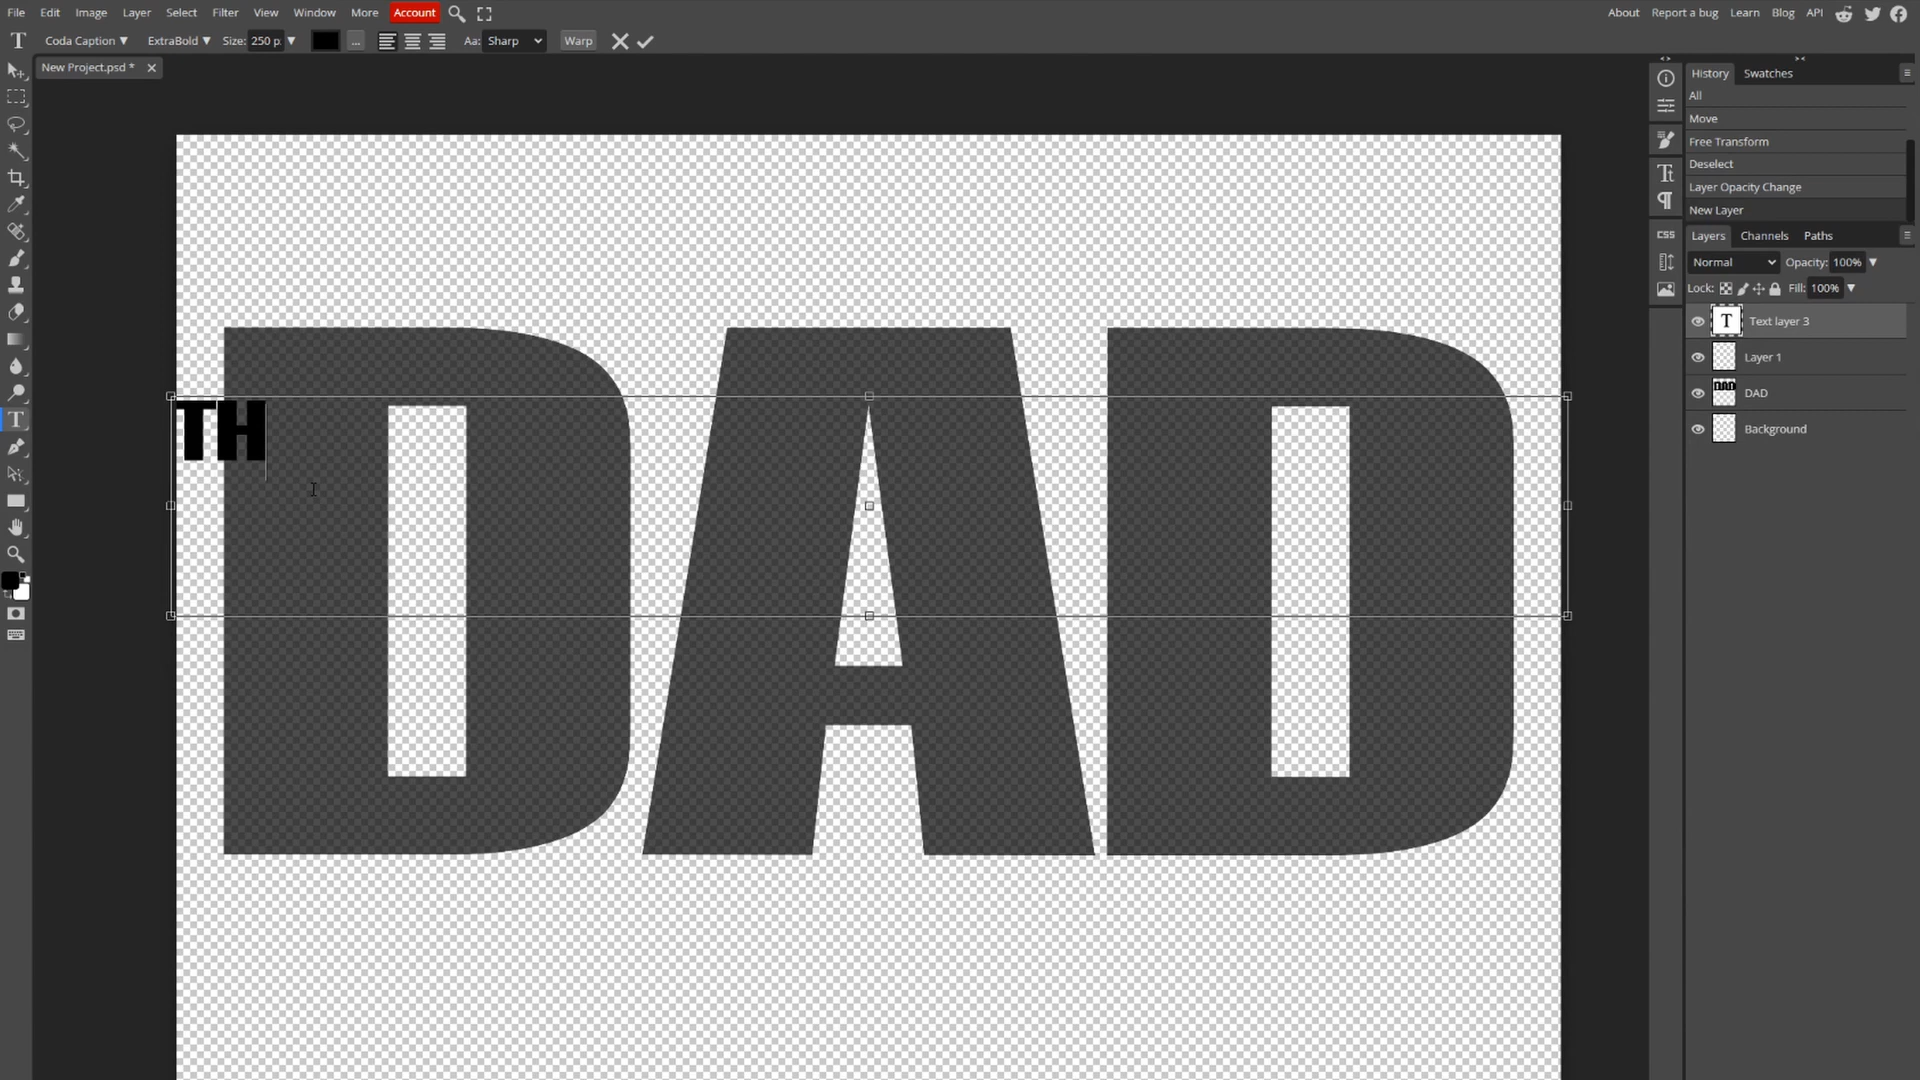 File Edit Image Layer Select Filter View Window More Account About Report a bug Learn Blog API
T Coda Caption ExtraBold Size: 250 p ... Aa: Sharp Warp
New Project.psd *
History Swatches
All
Move
Free Transform
Deselect
Layer Opacity Change
New Layer
Layers Channels Paths
Normal Opacity: 100%
Lock: Fill: 100%
T Text layer 3
Layer 1
DAD DAD
Background
CSS
TH
DAD